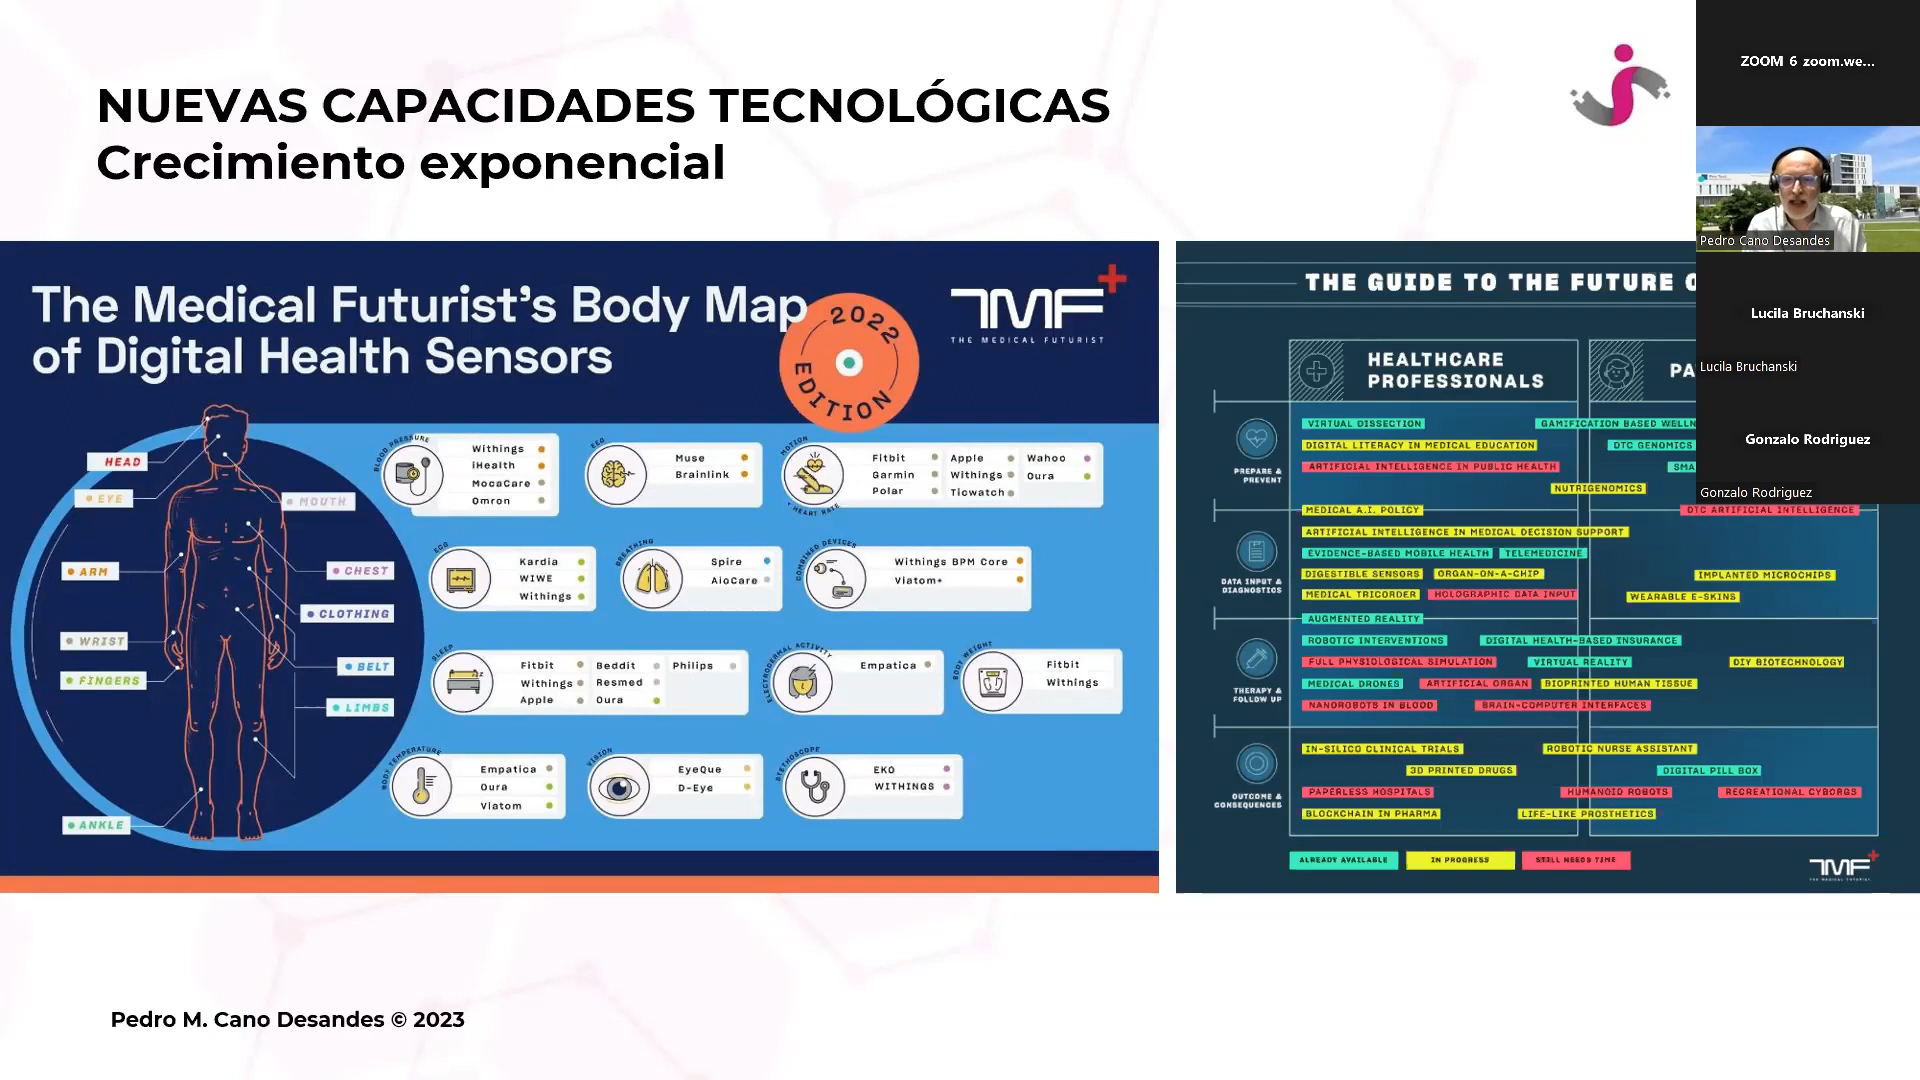 NUEVAS CAPACIDADES TECNOLÓGICAS
Crecimiento exponencial
The Medical Futurist's Body Map
of Digital Health Sensors
2022
EDITION
TMF+
THE MEDICAL FUTURIST
HEAD
EYE
MOUTH
ARM
CHEST
CLOTHING
WRIST
BELT
FINGERS
LIMBS
ANKLE
BLOOD PRESSURE
Withings
iHealth
MocaCare
Omron
EEG
Muse
Brainlink
MOTION
+ HEART RATE
Fitbit Apple Wahoo
Garmin Withings Oura
Polar Ticwatch
ECG
Kardia
WIWE
Withings
BREATHING
Spire
AioCare
COMBINED DEVICES
Withings BPM Core
Viatom+
SLEEP
Fitbit Beddit Philips
Withings Resmed
Apple Oura
ELECTRODERMAL ACTIVITY
Empatica
BODY WEIGHT
Fitbit
Withings
BODY TEMPERATURE
Empatica
Oura
Viatom
VISION
EyeQue
D-Eye
STETHOSCOPE
EKO
WITHINGS
THE GUIDE TO THE FUTURE O
HEALTHCARE
PROFESSIONALS
PA
PREPARE &
PREVENT
VIRTUAL DISSECTION
GAMIFICATION BASED WELLN
DIGITAL LITERACY IN MEDICAL EDUCATION
DTC GENOMICS
ARTIFICIAL INTELLIGENCE IN PUBLIC HEALTH
SMA
NUTRIGENOMICS
DATA INPUT &
DIAGNOSTICS
MEDICAL A.I. POLICY
DTC ARTIFICIAL INTELLIGENCE
ARTIFICIAL INTELLIGENCE IN MEDICAL DECISION SUPPORT
EVIDENCE-BASED MOBILE HEALTH TELEMEDICINE
DIGESTIBLE SENSORS ORGAN-ON-A-CHIP
IMPLANTED MICROCHIPS
MEDICAL TRICORDER HOLOGRAPHIC DATA INPUT
WEARABLE E-SKINS
THERAPY &
FOLLOW UP
AUGMENTED REALITY
ROBOTIC INTERVENTIONS DIGITAL HEALTH-BASED INSURANCE
FULL PHYSIOLOGICAL SIMULATION VIRTUAL REALITY DIY BIOTECHNOLOGY
MEDICAL DRONES ARTIFICIAL ORGAN BIOPRINTED HUMAN TISSUE
NANOROBOTS IN BLOOD BRAIN-COMPUTER INTERFACES
OUTCOME &
CONSEQUENCES
IN-SILICO CLINICAL TRIALS ROBOTIC NURSE ASSISTANT
3D PRINTED DRUGS DIGITAL PILL BOX
PAPERLESS HOSPITALS HUMANOID ROBOTS RECREATIONAL CYBORGS
BLOCKCHAIN IN PHARMA LIFE-LIKE PROSTHETICS
ALREADY AVAILABLE IN PROGRESS STILL NEEDS TIME
TMF+
THE MEDICAL FUTURIST
ZOOM 6 zoom.we...
Pedro Cano Desandes
Lucila Bruchanski
Lucila Bruchanski
Gonzalo Rodriguez
Gonzalo Rodriguez
Pedro M. Cano Desandes © 2023